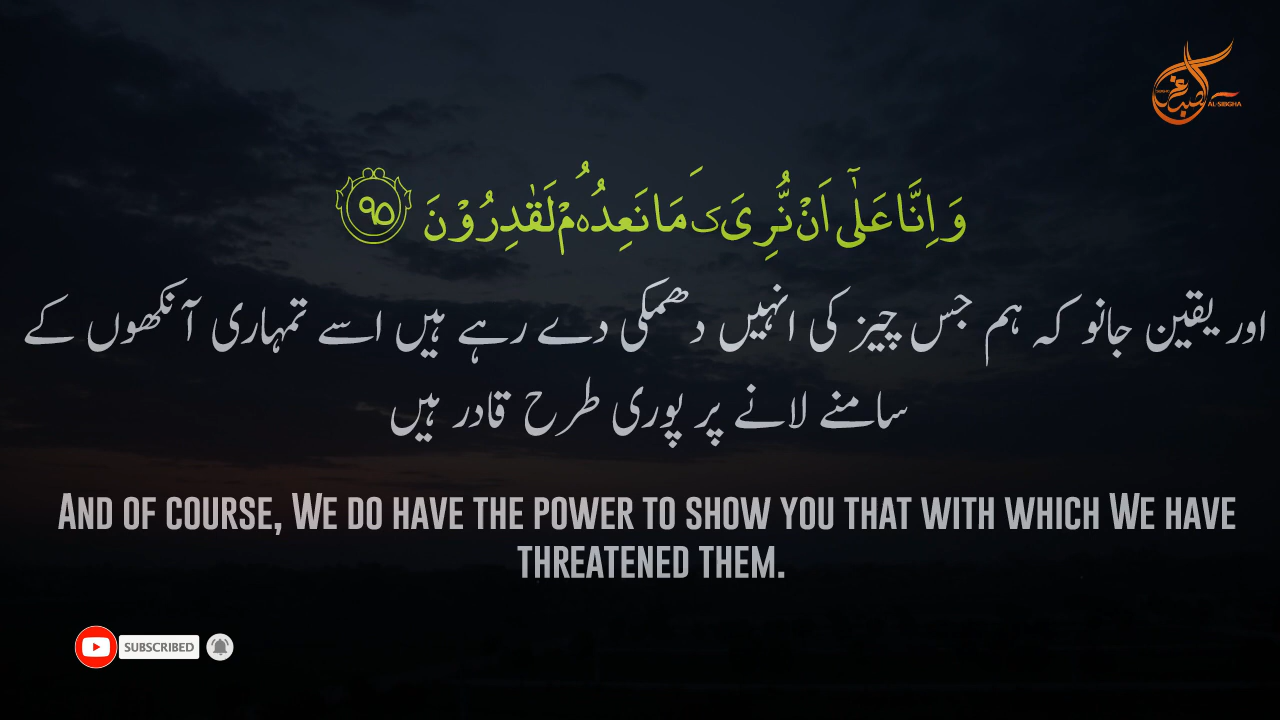 صبغہ
AL-SIBGHA
وَ اِنَّا عَلٰۤى اَنْ نُّرِیَکَ مَا نَعِدُهُمْ لَقٰدِرُوْنَ ۹۵
اور یقین جانو کہ ہم جس چیز کی انہیں دھمکی دے رہے ہیں اسے تمہاری آنکھوں کے
سامنے لانے پر پوری طرح قادر ہیں
And of course, We do have the power to show you that with which We have
threatened them.
SUBSCRIBED